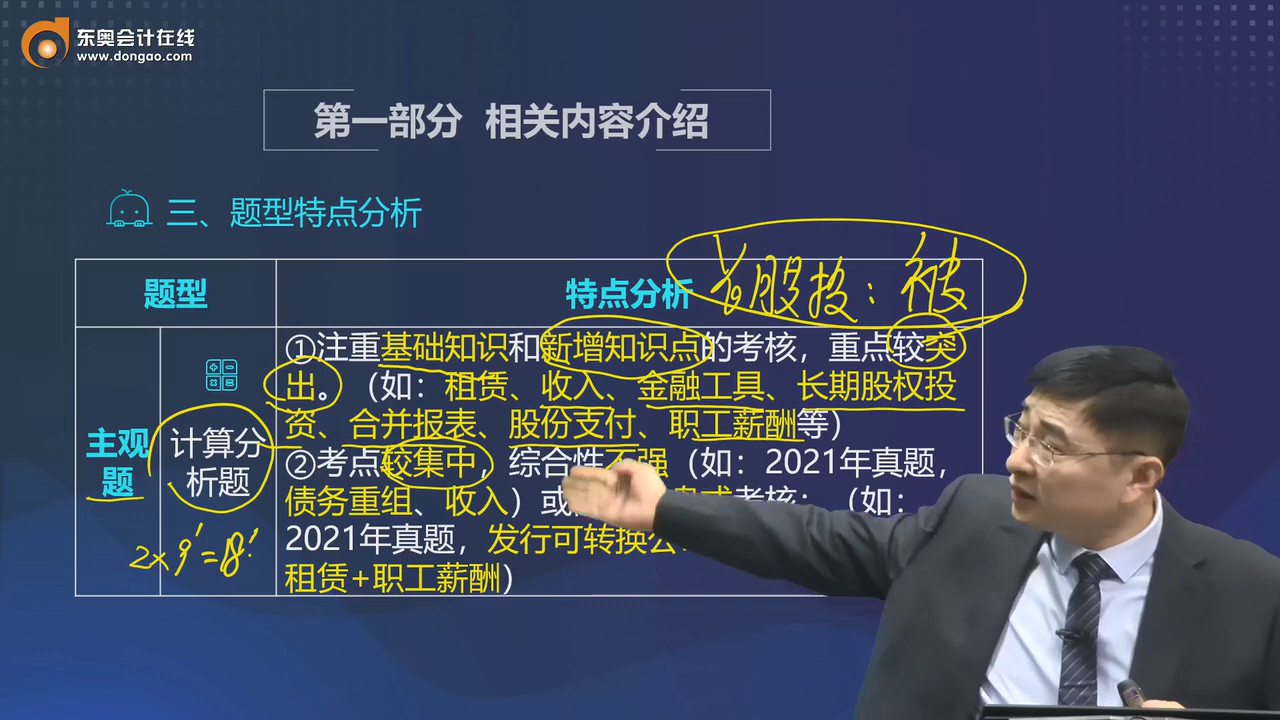 东奥会计在线
www.dongao.com
第一部分 相关内容介绍
三、题型特点分析
题型
特点分析
股投：被
主观
题
计算分
析题
2×9′=18′
①注重基础知识和新增知识点的考核，重点较突
出。（如：租赁、收入、金融工具、长期股权投
资、合并报表、股份支付、职工薪酬等）
②考点较集中，综合性不强（如：2021年真题，
债务重组、收入）或 考核；（如：
2021年真题，发行可转换公
租赁+职工薪酬）